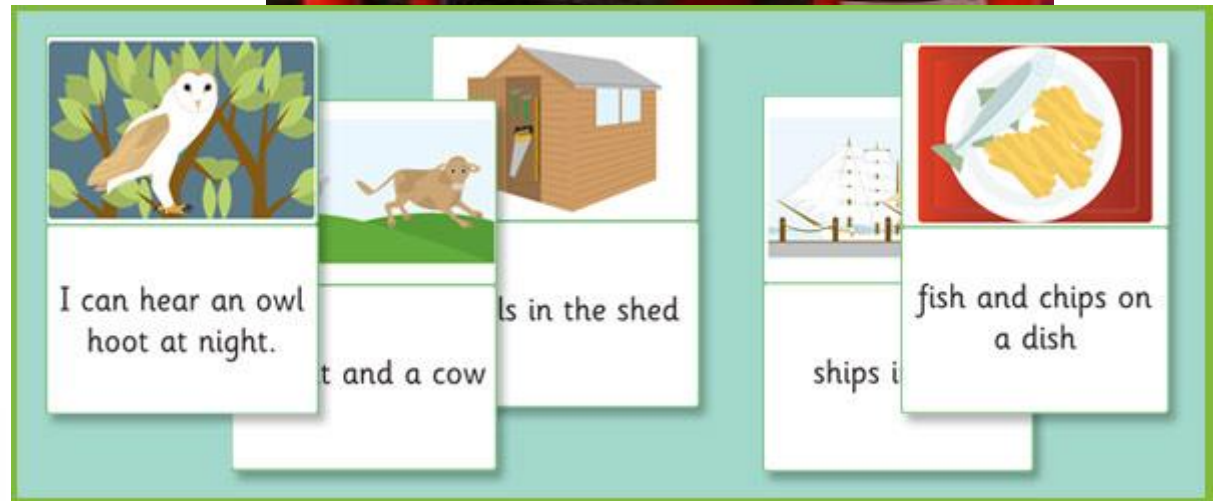 I can hear an owl
hoot at night.
t and a cow
ls in the shed
ships i
fish and chips on
a dish